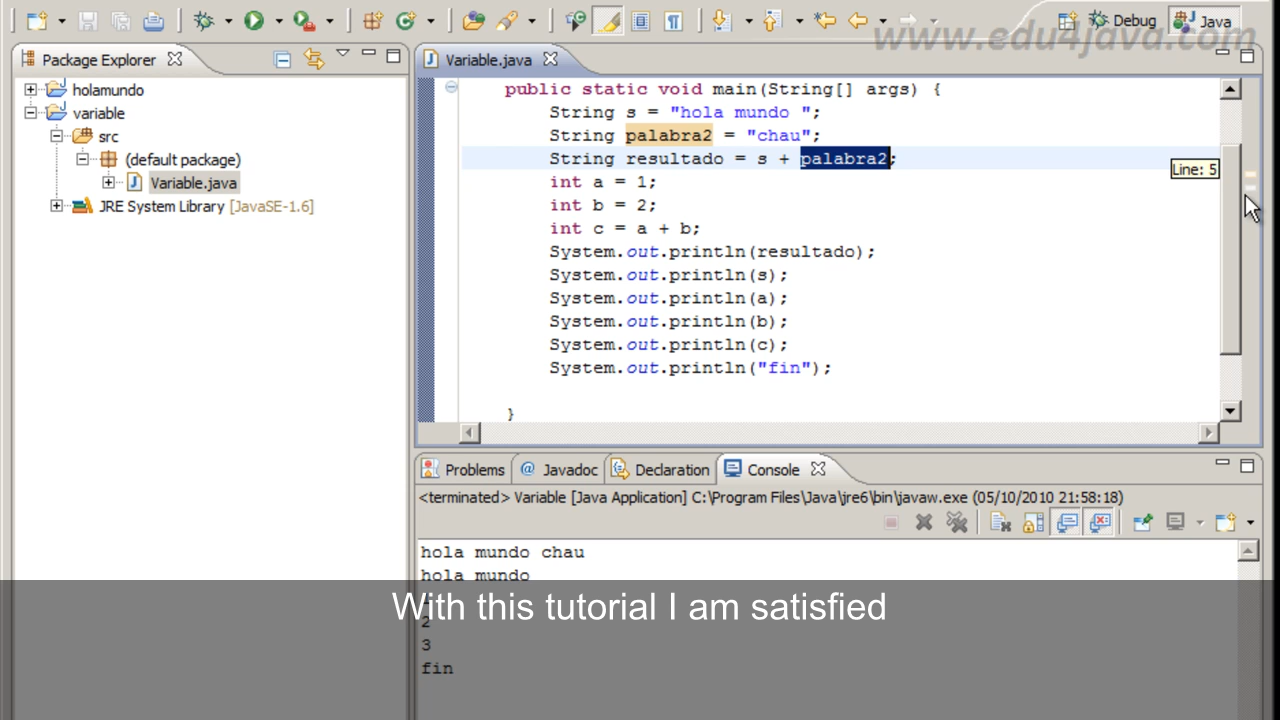 Debug
Java
www.edu4java.com
Package Explorer
Variable.java
holamundo
variable
src
(default package)
Variable.java
JRE System Library [JavaSE-1.6]
public static void main(String[] args) {
String s = "hola mundo ";
String palabra2 = "chau";
String resultado = s + palabra2;
Line: 5
int a = 1;
int b = 2;
int c = a + b;
System.out.println(resultado);
System.out.println(s);
System.out.println(a);
System.out.println(b);
System.out.println(c);
System.out.println("fin");
}
Problems
Javadoc
Declaration
Console
<terminated> Variable [Java Application] C:\Program Files\Java\jre6\bin\javaw.exe (05/10/2010 21:58:18)
hola mundo chau
hola mundo
With this tutorial I am satisfied
2
3
fin